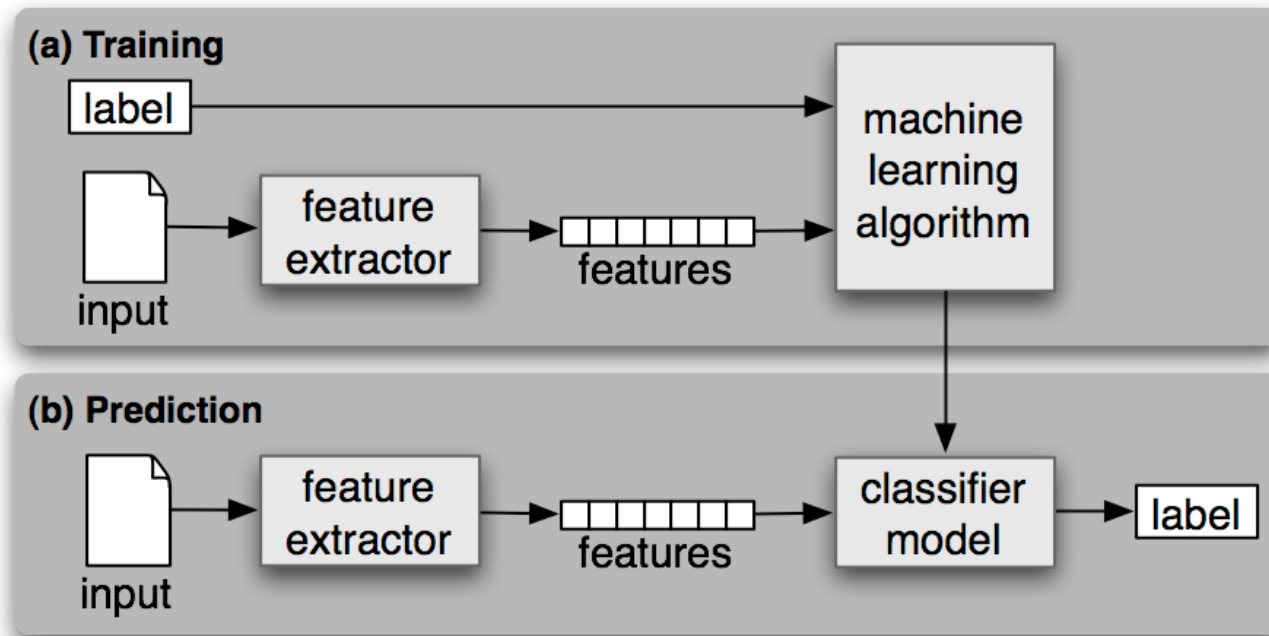 (a) Training
label
machine
learning
algorithm
feature
extractor
features
input
(b) Prediction
feature
extractor
features
classifier
model
label
input